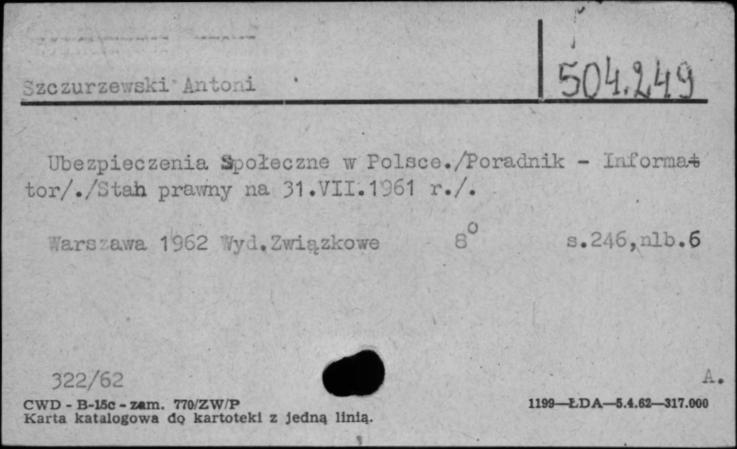 Szczurzewski Antoni
504.249
Ubezpieczenia Społeczne w Polsce./Poradnik - Informa-
tor/./Stan prawny na 31.VII.1961 r./.
Warszawa 1962 Wyd.Związkowe 8° s.246,nlb.6
322/62
A.
CWD - B-15c - zam. 770/ZW/P
1199—ŁDA—5.4.62—317.000
Karta katalogowa do kartoteki z jedną linią.